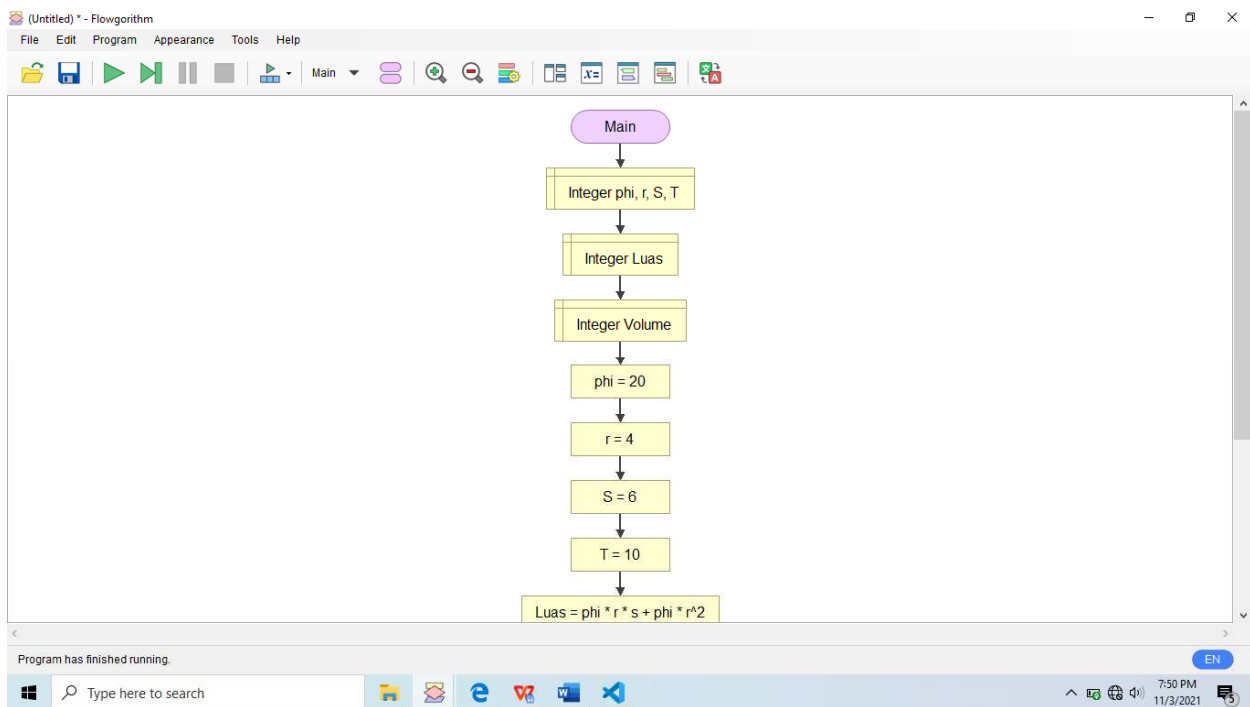 (Untitled) * - Flowgorithm
File Edit Program Appearance Tools Help
Main
Main
Integer phi, r, S, T
Integer Luas
Integer Volume
phi = 20
r = 4
S = 6
T = 10
Luas = phi * r * s + phi * r^2
Program has finished running.
EN
Type here to search
7:50 PM
11/3/2021